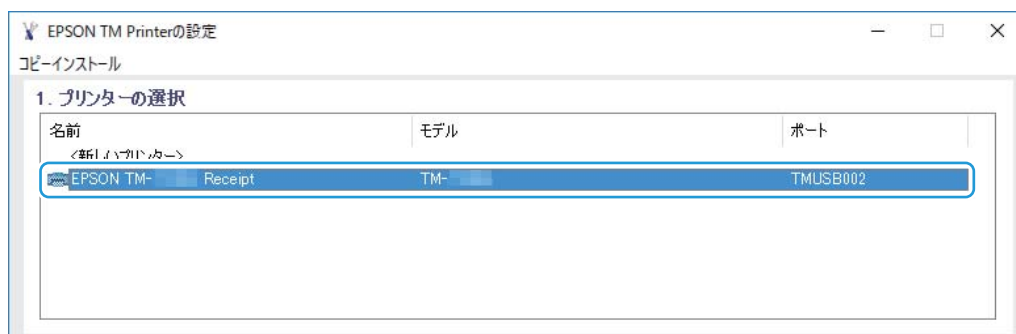 EPSON TM Printerの設定
コピーインストール
1. プリンターの選択
名前 モデル ポート
<新しいプリンター>
EPSON TM- Receipt TM- TMUSB002